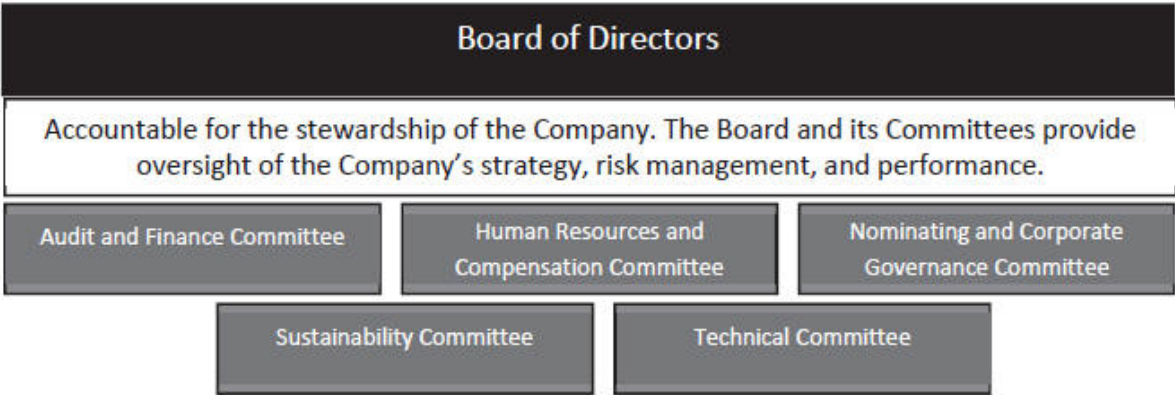 Board of Directors
Accountable for the stewardship of the Company. The Board and its Committees provide
oversight of the Company’s strategy, risk management, and performance.
Audit and Finance Committee
Human Resources and
Compensation Committee
Nominating and Corporate
Governance Committee
Sustainability Committee
Technical Committee